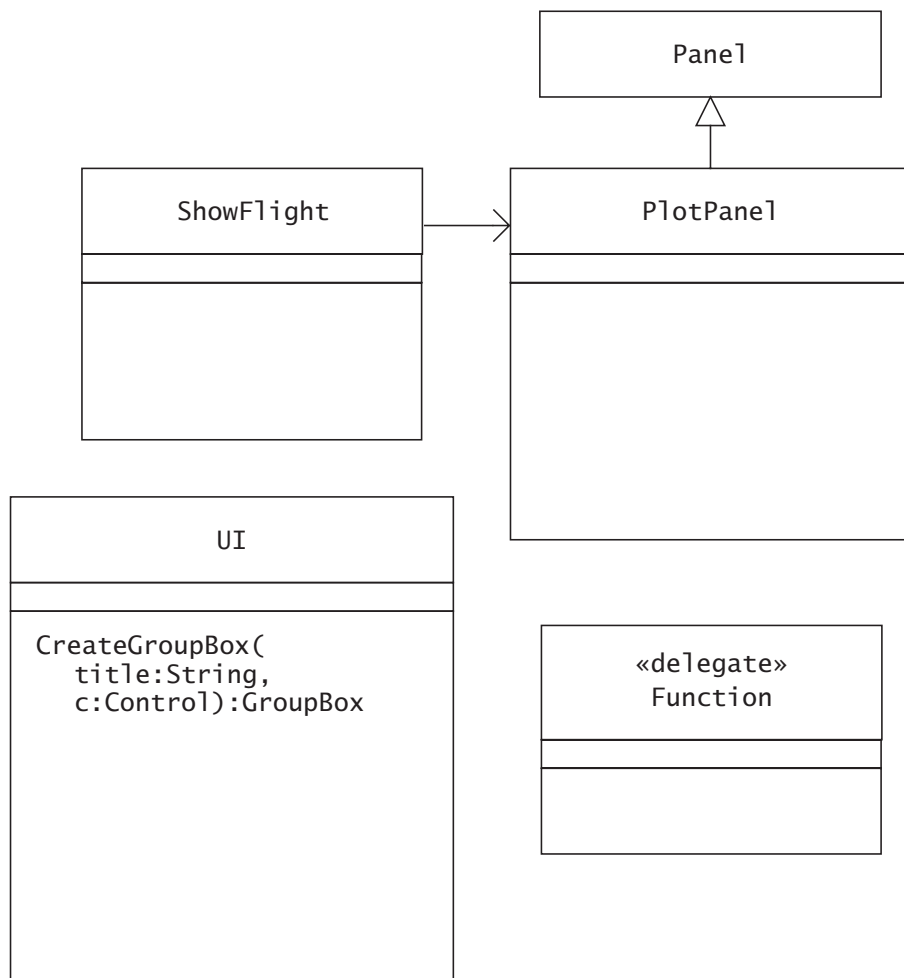 Panel
ShowFlight
PlotPanel
UI
CreateGroupBox(
title:String,
c:Control):GroupBox
«delegate»
Function